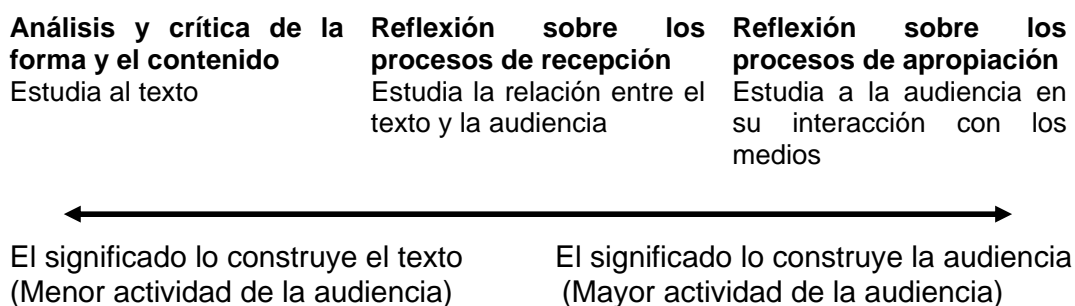 Análisis y crítica de la
forma y el contenido
Estudia al texto
Reflexión sobre los
procesos de recepción
Estudia la relación entre el
texto y la audiencia
Reflexión sobre los
procesos de apropiación
Estudia a la audiencia en
su interacción con los
medios
El significado lo construye el texto
(Menor actividad de la audiencia)
El significado lo construye la audiencia
(Mayor actividad de la audiencia)